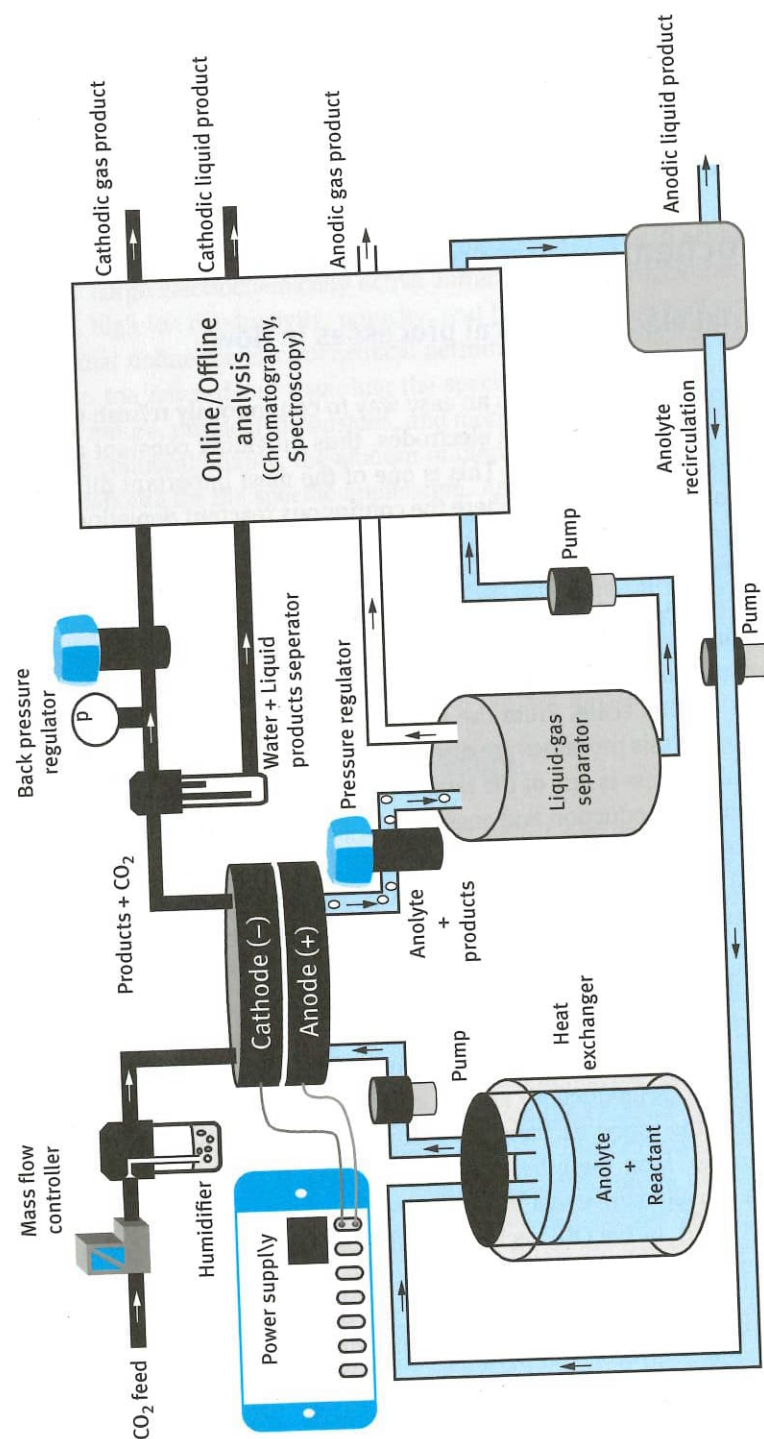 CO2 feed
Mass flow
controller
Humidifier
Power supply
Products + CO2
Cathode (–)
Anode (+)
Back pressure
regulator
p
Water + Liquid
products seperator
Pressure regulator
Anolyte
+
products
Liquid-gas
separator
Pump
Heat
exchanger
Anolyte
+
Reactant
Pump
Online/Offline
analysis
(Chromatography,
Spectroscopy)
Cathodic gas product
Cathodic liquid product
Anodic gas product
Anodic liquid product
Anolyte
recirculation
Pump